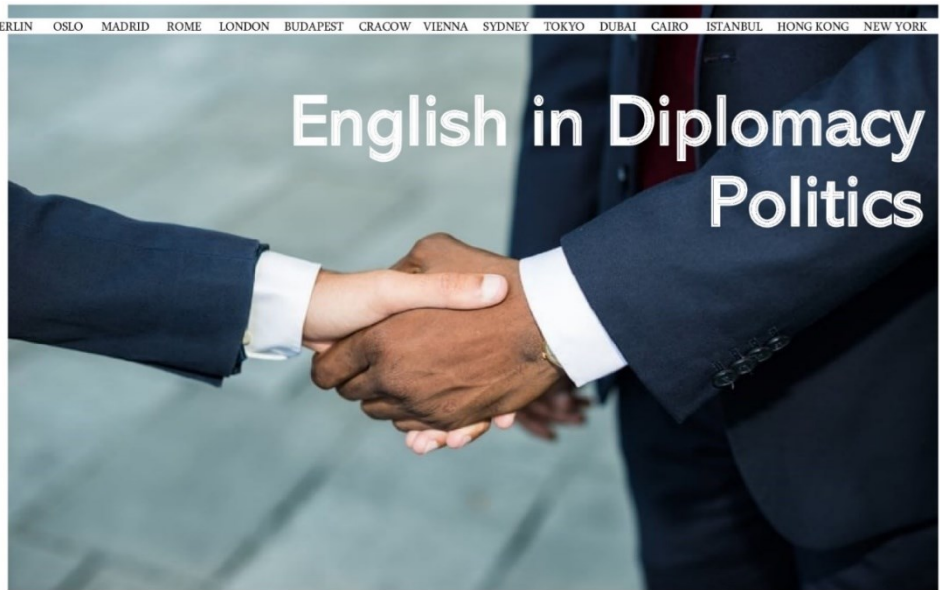 ERLIN OSLO MADRID ROME LONDON BUDAPEST CRACOW VIENNA SYDNEY TOKYO DUBAI CAIRO ISTANBUL HONG KONG NEW YORK
English in Diplomacy
Politics